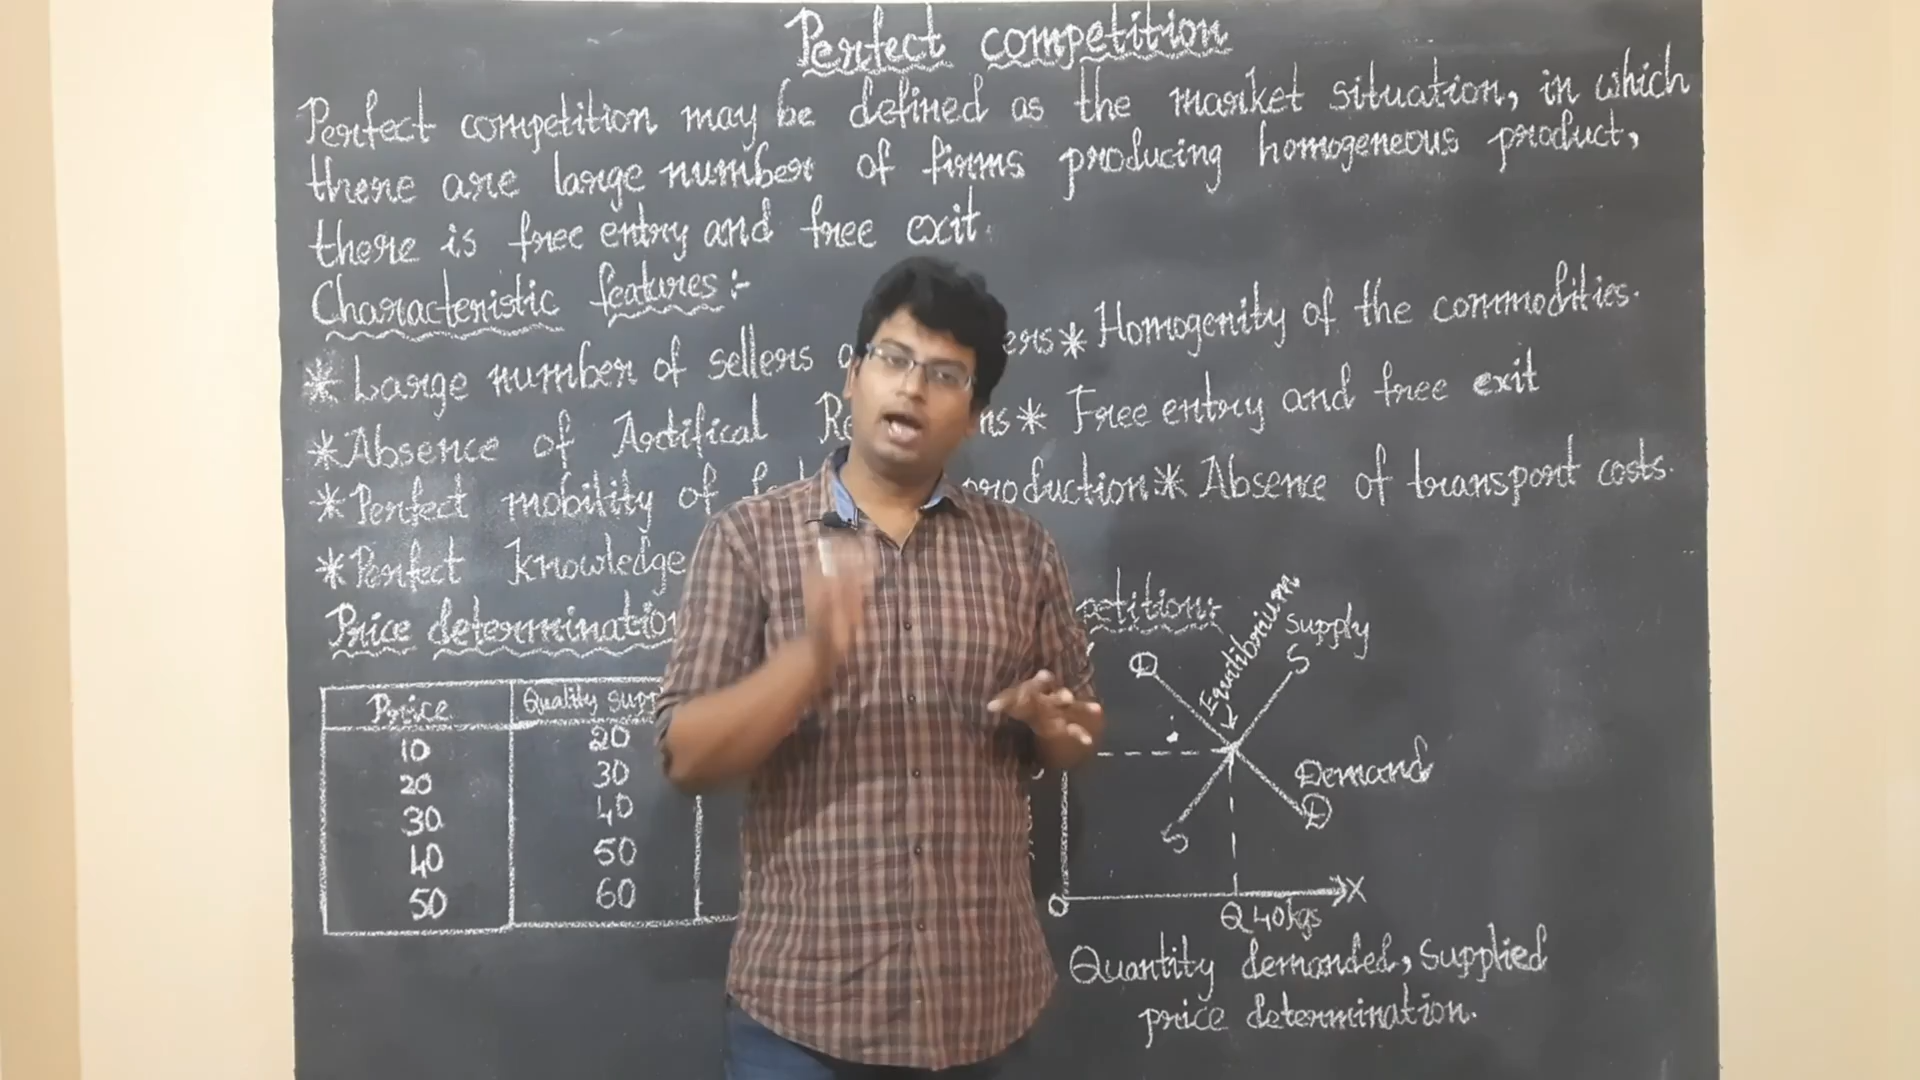 Perfect competition
Perfect competition may be defined as the market situation, in which
there are large number of firms producing homogeneous product,
there is free entry and free exit.
Characteristic features:-
* Large number of sellers * Homogenity of the commodities.
* Absence of Artifical * Free entry and free exit
* Perfect mobility of production * Absence of transport costs.
* Perfect knowledge
Price determination
Price Quality
10 20
20 30
30 40
40 50
50 60
Equilibrium
Supply
D S
Demand
S D
O X
Q 40kgs
Quantity demanded, Supplied
price determination.